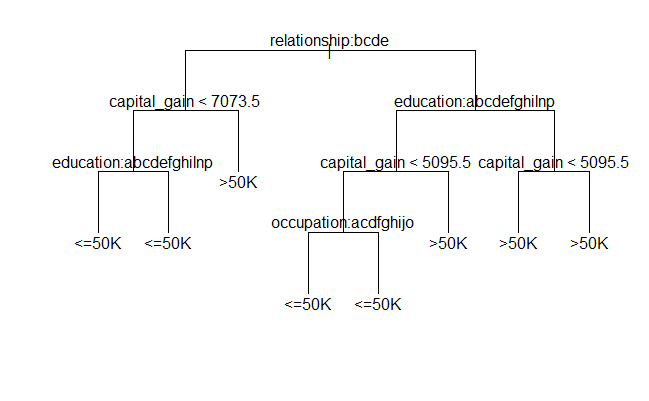 relationship:bcde
capital_gain < 7073.5
education:abcdefghilnp
education:abcdefghilnp
>50K
capital_gain < 5095.5
capital_gain < 5095.5
<=50K
<=50K
occupation:acdfghijo
>50K
>50K
>50K
<=50K
<=50K